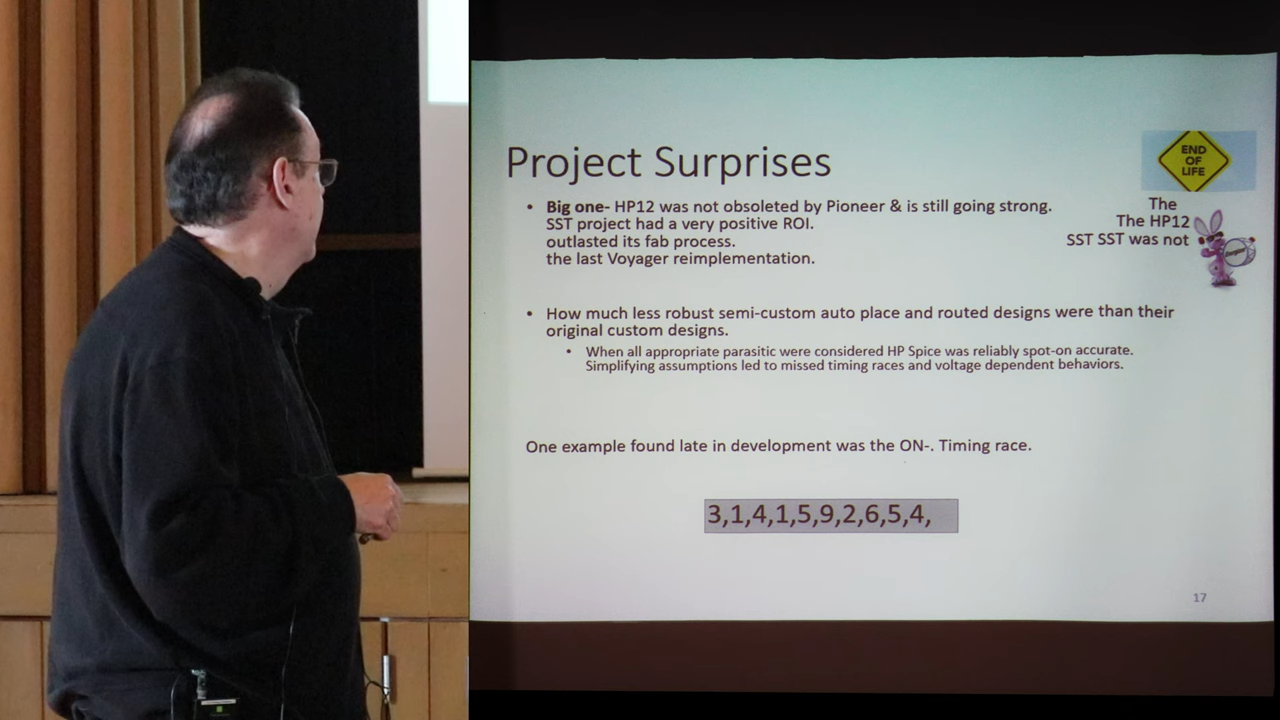 Project Surprises
END
OF
LIFE
• Big one- HP12 was not obsoleted by Pioneer & is still going strong.
SST project had a very positive ROI.
outlasted its fab process.
the last Voyager reimplementation.
The
The HP12
SST SST was not
• How much less robust semi-custom auto place and routed designs were than their
original custom designs.
• When all appropriate parasitic were considered HP Spice was reliably spot-on accurate.
Simplifying assumptions led to missed timing races and voltage dependent behaviors.
One example found late in development was the ON-. Timing race.
3,1,4,1,5,9,2,6,5,4,
17